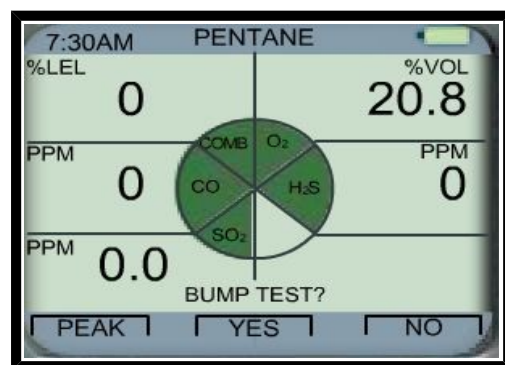 7:30AM PENTANE
%LEL %VOL
0 20.8
COMB O₂
PPM PPM
0 CO H₂S 0
SO₂
PPM 0.0
BUMP TEST?
PEAK YES NO